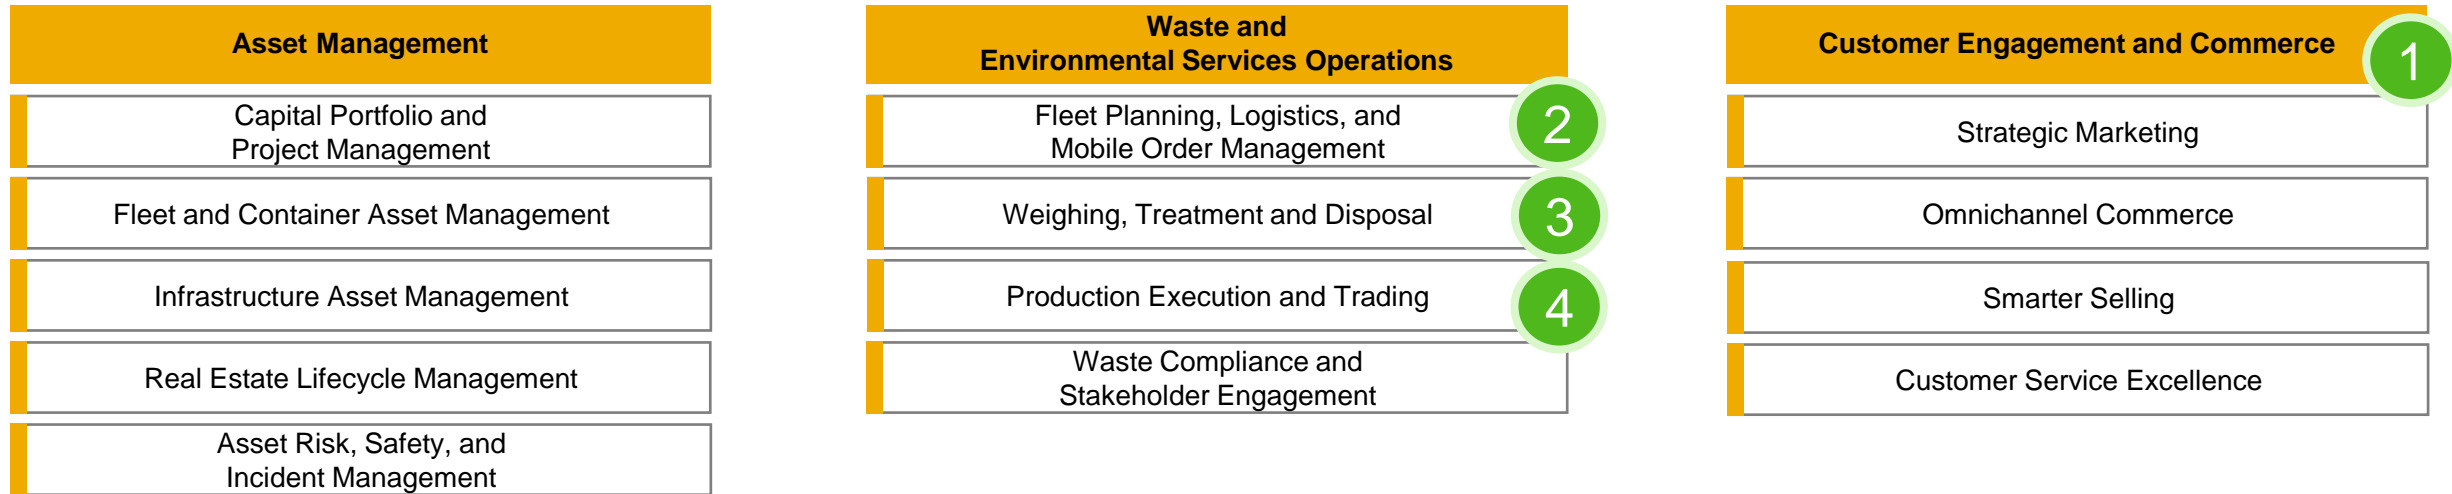 Asset Management
Capital Portfolio and
Project Management
Fleet and Container Asset Management
Infrastructure Asset Management
Real Estate Lifecycle Management
Asset Risk, Safety, and
Incident Management
Waste and
Environmental Services Operations
Fleet Planning, Logistics, and
Mobile Order Management
2
Weighing, Treatment and Disposal
3
Production Execution and Trading
4
Waste Compliance and
Stakeholder Engagement
Customer Engagement and Commerce
1
Strategic Marketing
Omnichannel Commerce
Smarter Selling
Customer Service Excellence